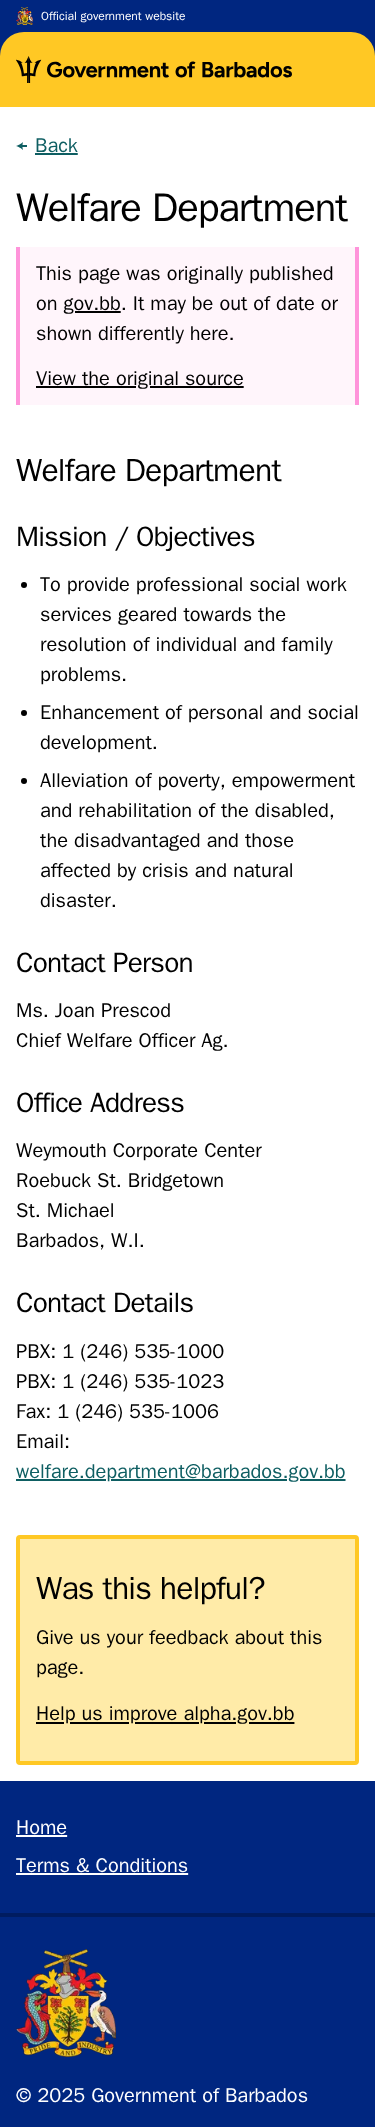 Official government website
Government of Barbados
← Back
Welfare Department
This page was originally published
on gov.bb. It may be out of date or
shown differently here.
View the original source
Welfare Department
Mission / Objectives
• To provide professional social work
services geared towards the
resolution of individual and family
problems.
• Enhancement of personal and social
development.
• Alleviation of poverty, empowerment
and rehabilitation of the disabled,
the disadvantaged and those
affected by crisis and natural
disaster.
Contact Person
Ms. Joan Prescod
Chief Welfare Officer Ag.
Office Address
Weymouth Corporate Center
Roebuck St. Bridgetown
St. Michael
Barbados, W.I.
Contact Details
PBX: 1 (246) 535-1000
PBX: 1 (246) 535-1023
Fax: 1 (246) 535-1006
Email:
welfare.department@barbados.gov.bb
Was this helpful?
Give us your feedback about this
page.
Help us improve alpha.gov.bb
Home
Terms & Conditions
PRIDE AND INDUSTRY
© 2025 Government of Barbados